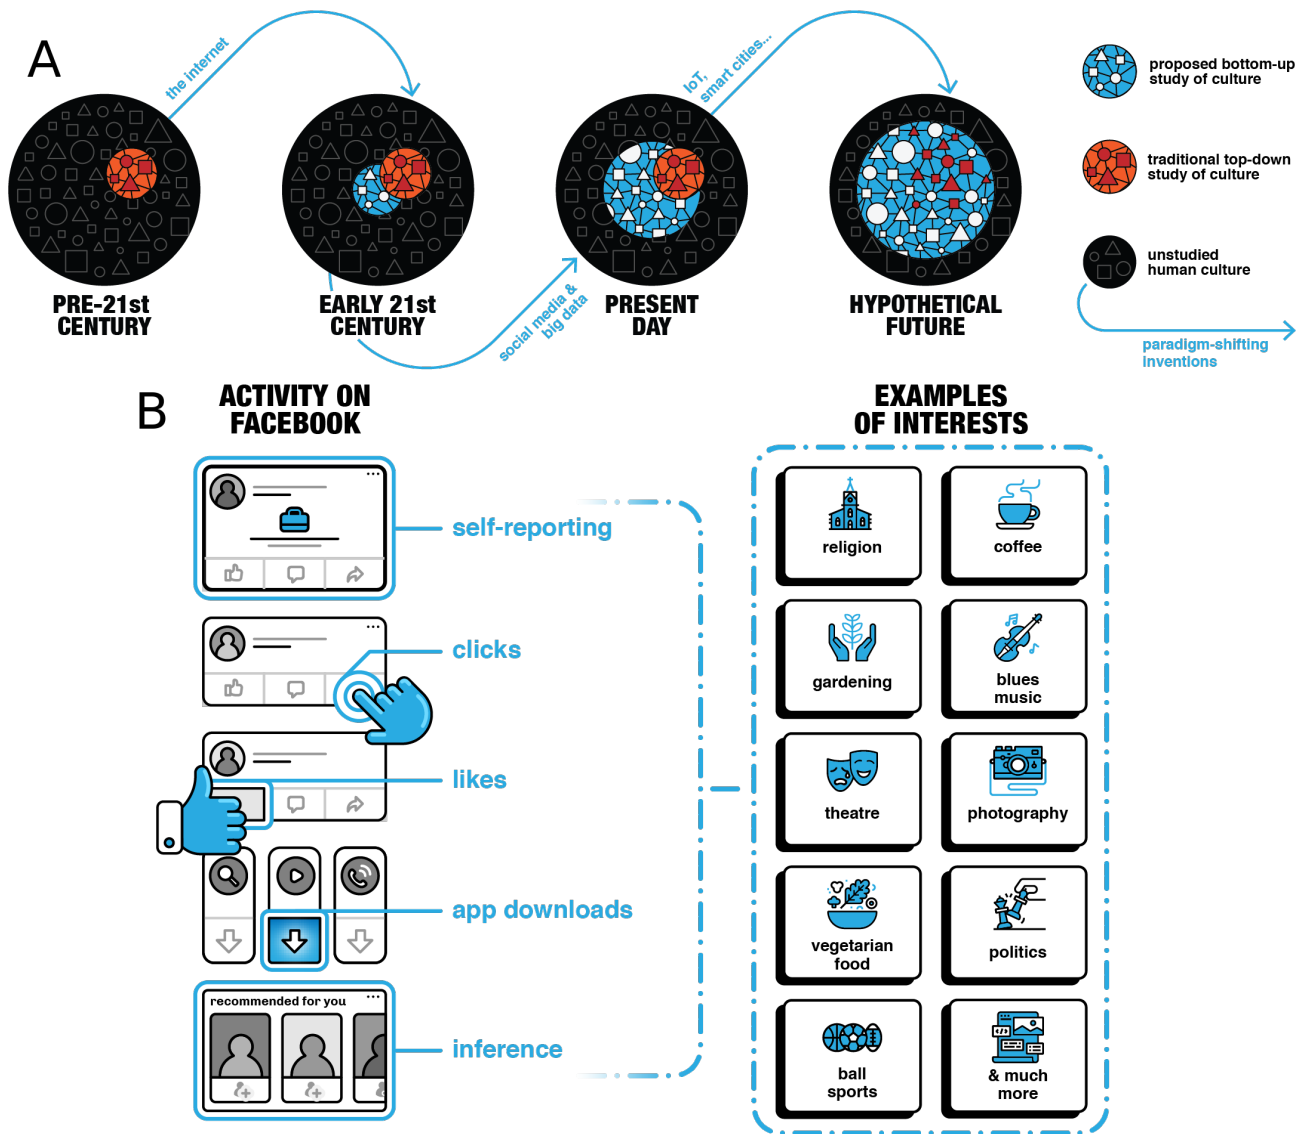 A
the internet
IoT,
smart cities...
proposed bottom-up
study of culture
traditional top-down
study of culture
unstudied
human culture
PRE-21st
CENTURY
EARLY 21st
CENTURY
social media &
big data
PRESENT
DAY
HYPOTHETICAL
FUTURE
paradigm-shifting
inventions
B
ACTIVITY ON
FACEBOOK
EXAMPLES
OF INTERESTS
self-reporting
clicks
likes
app downloads
recommended for you
inference
religion
coffee
gardening
blues
music
theatre
photography
vegetarian
food
politics
ball
sports
& much
more